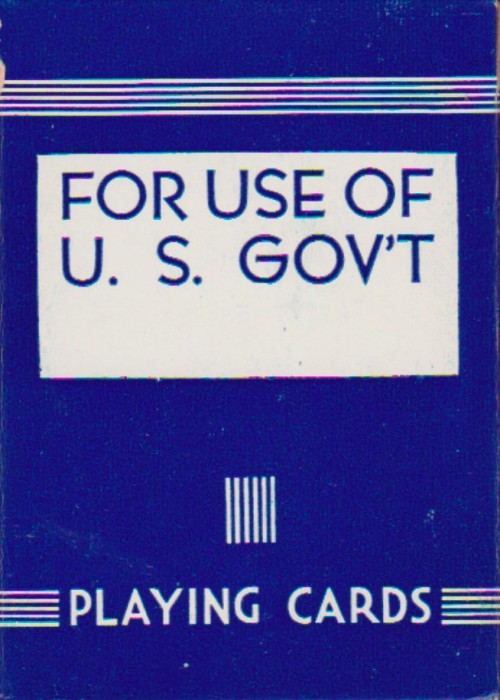 FOR USE OF
U. S. GOV'T
PLAYING CARDS